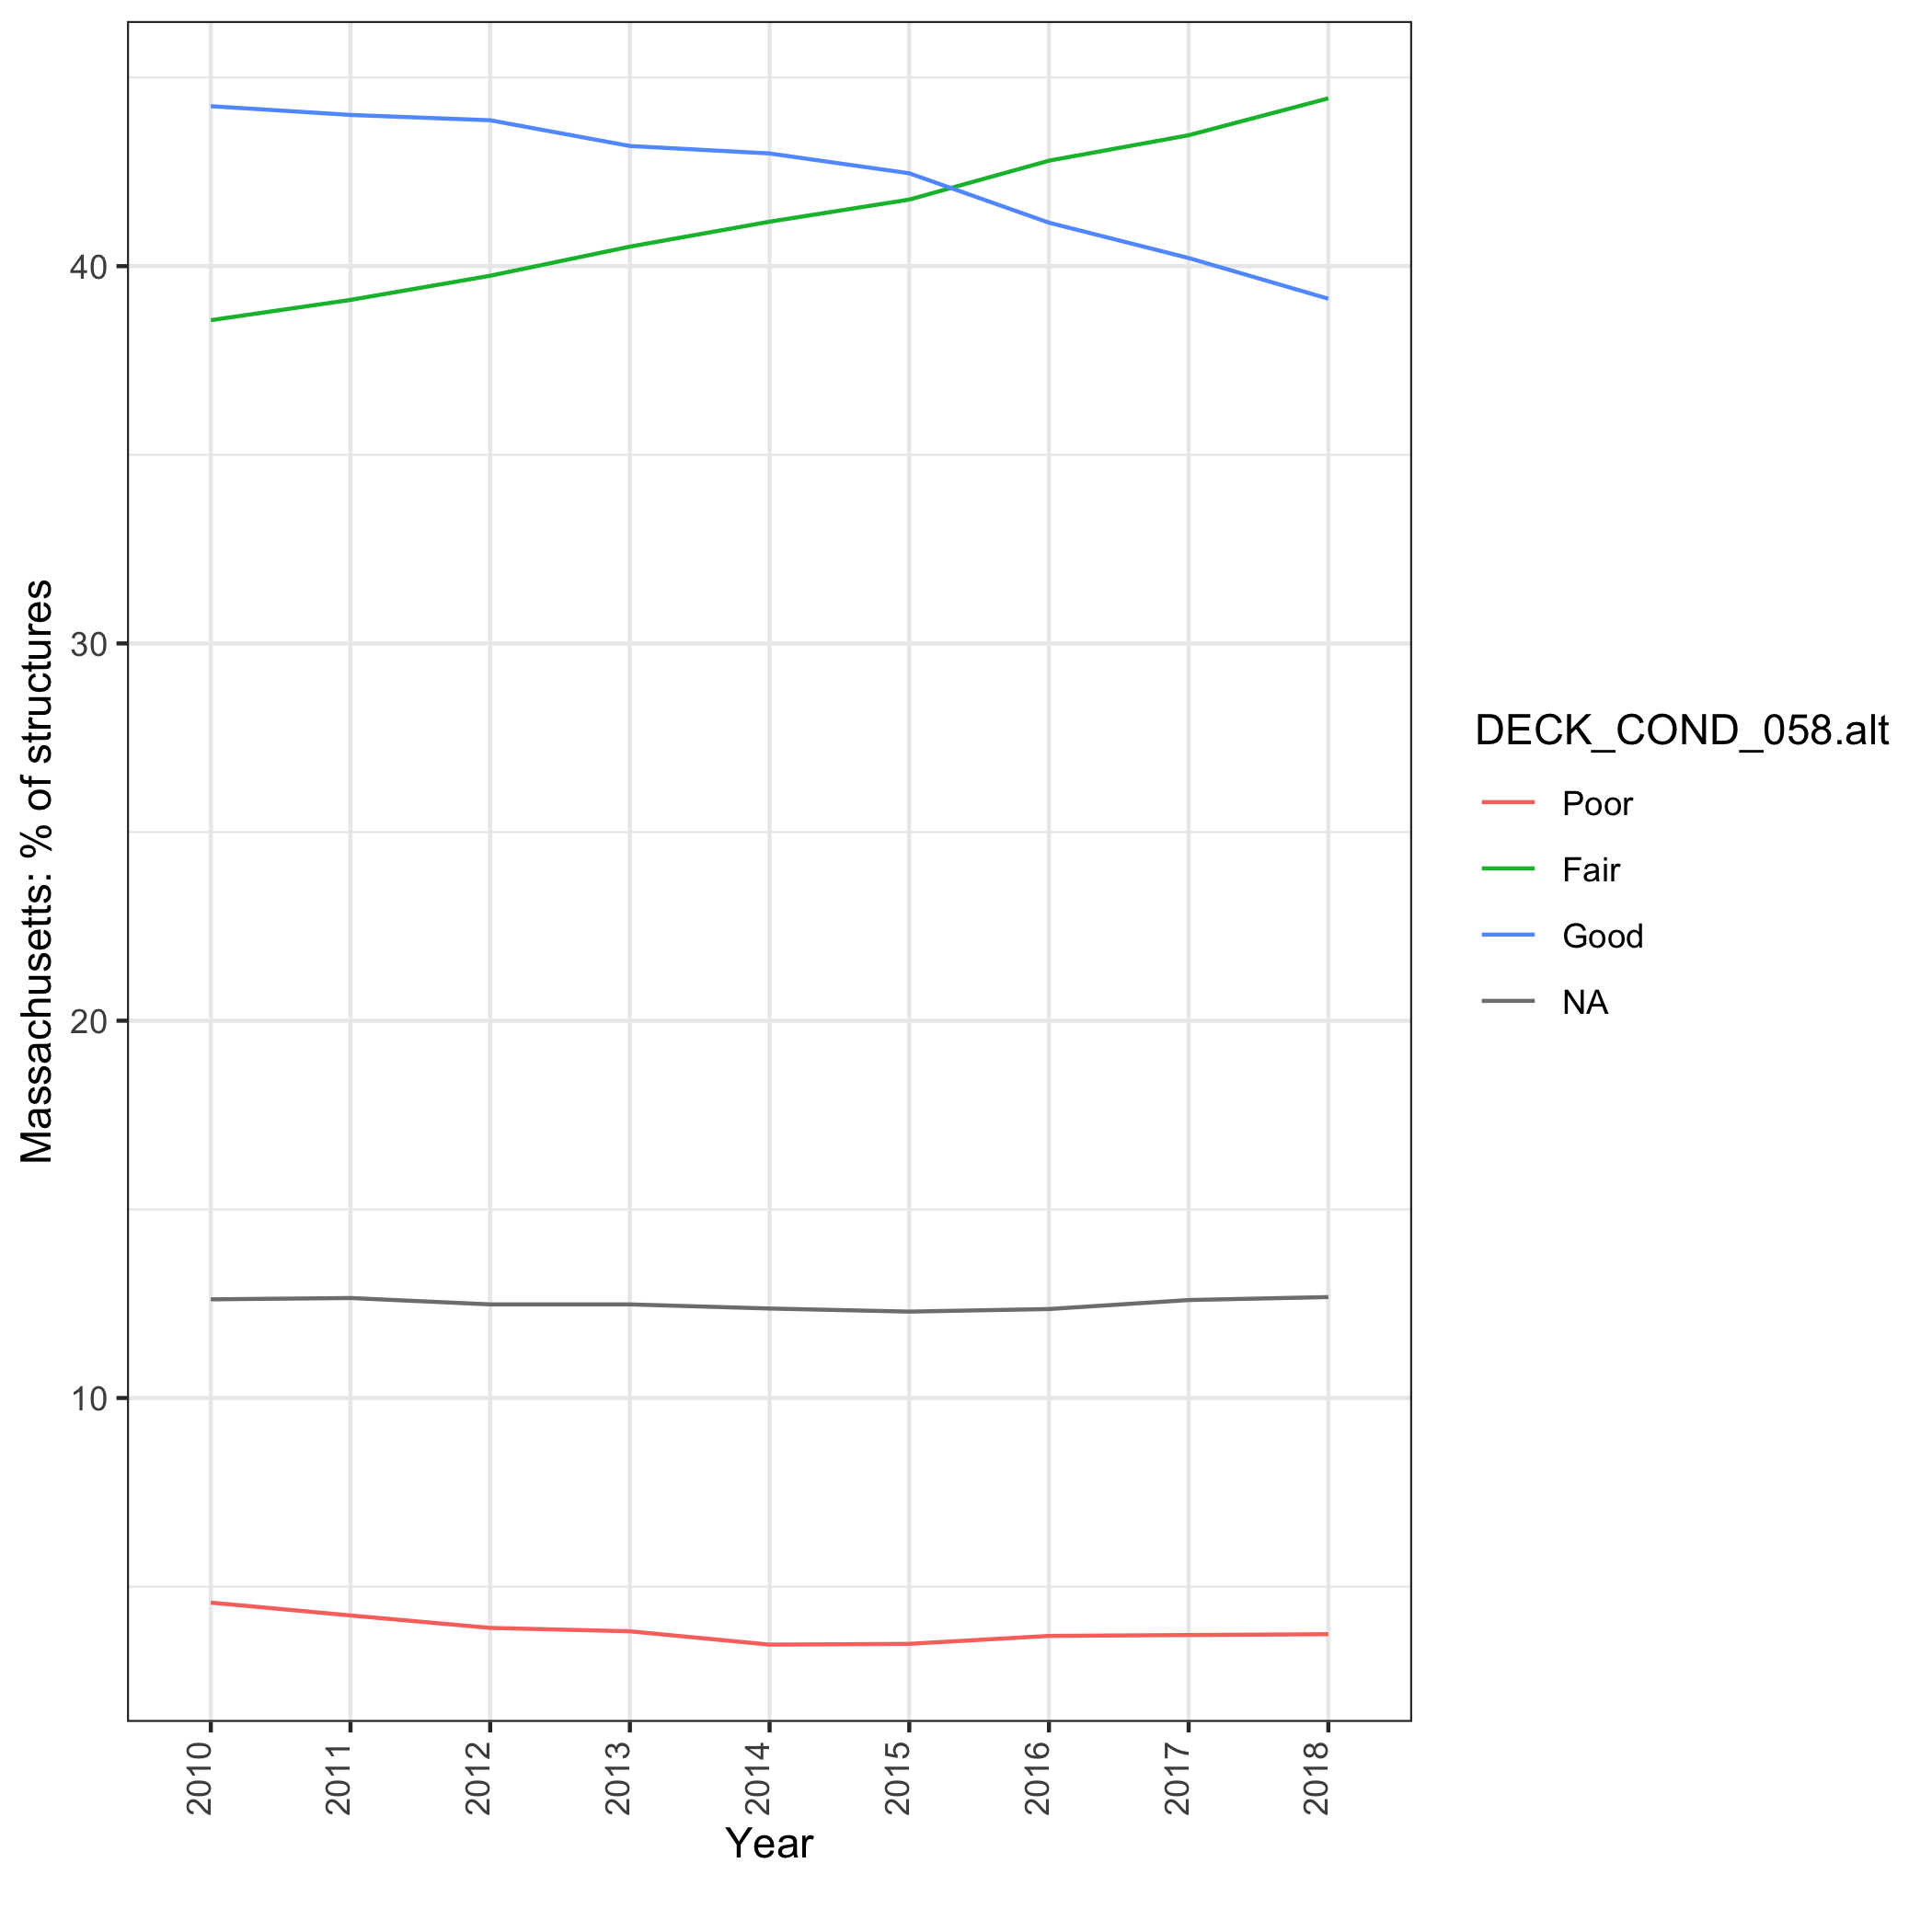 Massachusetts: % of structures
40
30
20
10
2010
2011
2012
2013
2014
2015
2016
2017
2018
Year
DECK_COND_058.alt
Poor
Fair
Good
NA